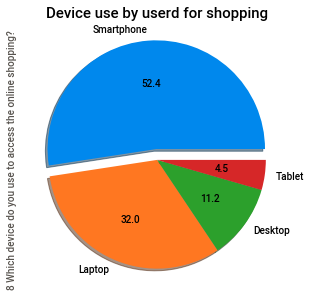 Device use by userd for shopping
Smartphone
52.4
4.5
Tablet
11.2
Desktop
32.0
Laptop
8 Which device do you use to access the online shopping?